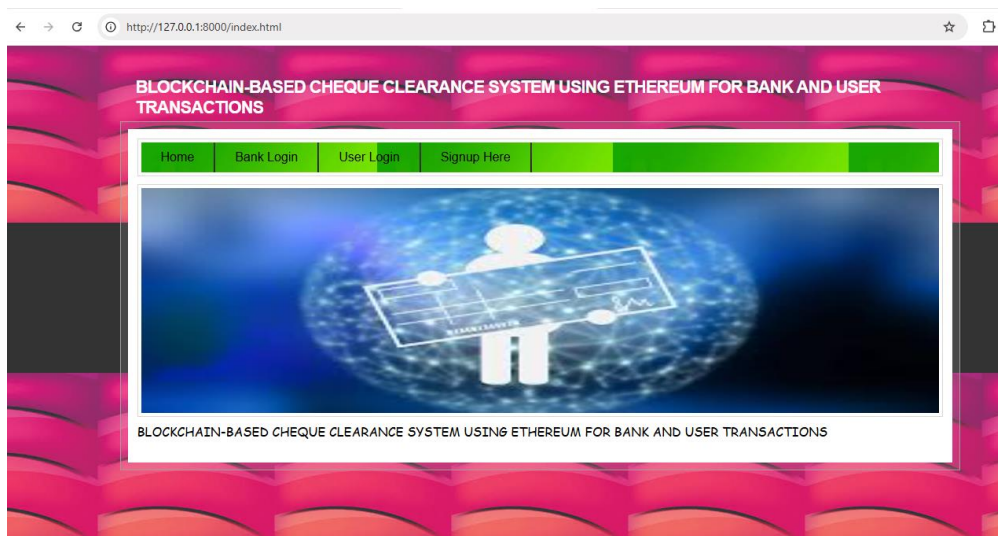 http://127.0.0.1:8000/index.html
BLOCKCHAIN-BASED CHEQUE CLEARANCE SYSTEM USING ETHEREUM FOR BANK AND USER
TRANSACTIONS
Home Bank Login User Login Signup Here
BLOCKCHAIN-BASED CHEQUE CLEARANCE SYSTEM USING ETHEREUM FOR BANK AND USER TRANSACTIONS